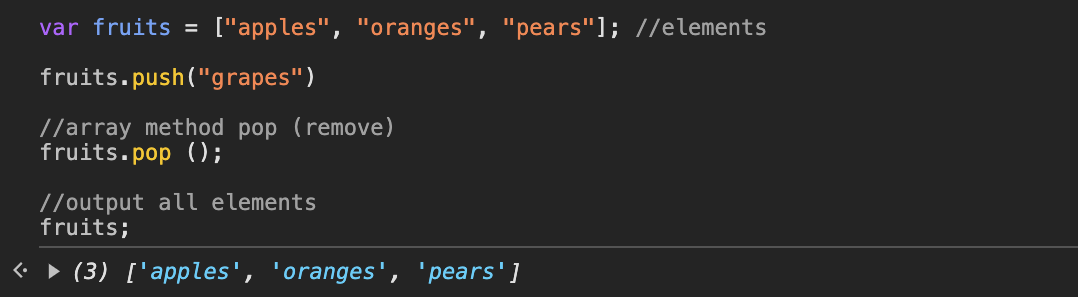 var fruits = ["apples", "oranges", "pears"]; //elements
fruits.push("grapes")
//array method pop (remove)
fruits.pop ();
//output all elements
fruits;
(3) ['apples', 'oranges', 'pears']